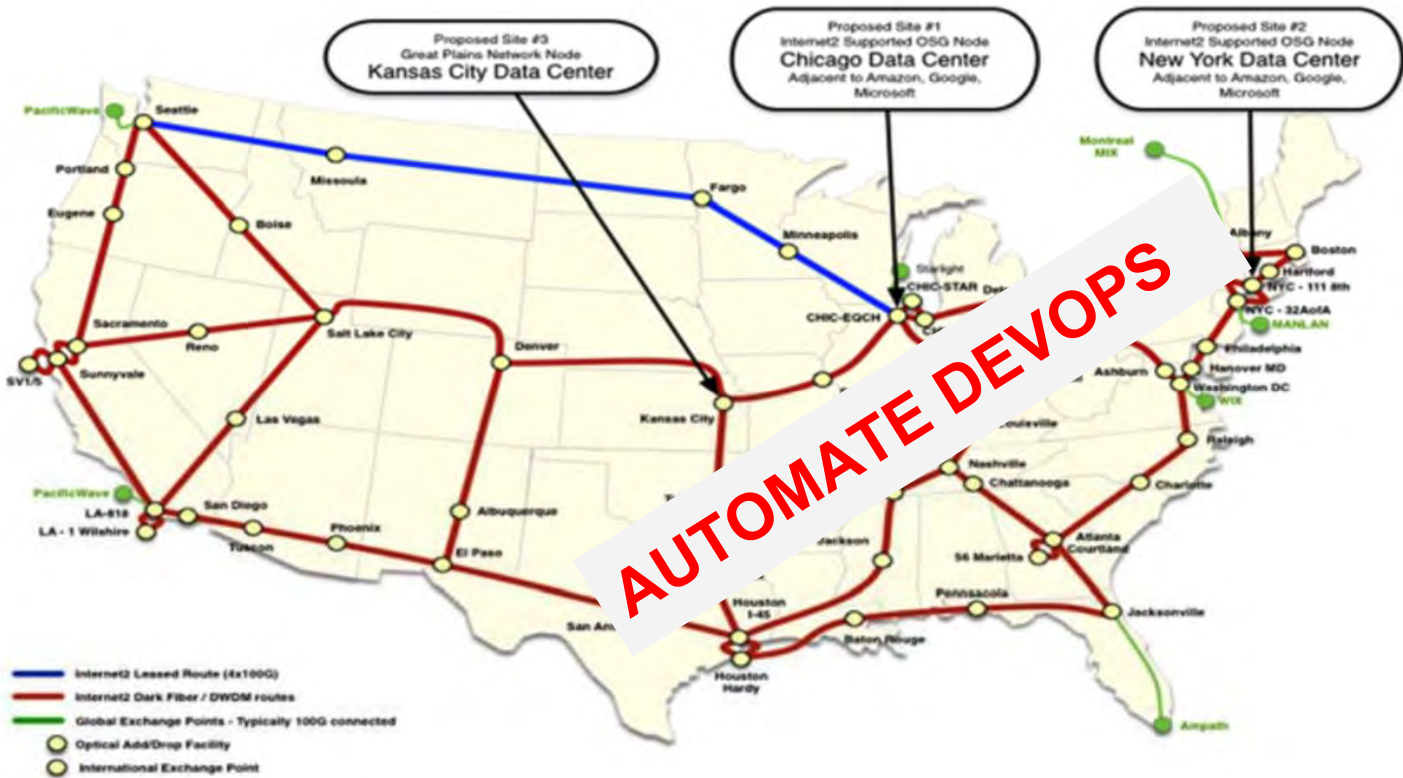 Proposed Site #3
Great Plains Network Node
Kansas City Data Center
Proposed Site #1
Internet2 Supported OSG Node
Chicago Data Center
Adjacent to Amazon, Google,
Microsoft
Proposed Site #2
Internet2 Supported OSG Node
New York Data Center
Adjacent to Amazon, Google,
Microsoft
PacificWave
Seattle
Portland
Eugene
Missoula
Boise
Fargo
Minneapolis
Montreal
MIX
Albany
Boston
Hartford
NYC - 111 8th
NYC - 32AofA
MANLAN
Starlight
CHIC-STAR
CHIC-EQCH
Sacramento
Reno
Salt Lake City
Denver
SV1/5
Sunnyvale
Las Vegas
Kansas City
Philadelphia
Ashburn
Hanover MD
Washington DC
WIX
Raleigh
Charlotte
Nashville
Chattanooga
AUTOMATE DEVOPS
PacificWave
LA-818
LA - 1 Wilshire
San Diego
Tuscon
Phoenix
Albuquerque
El Paso
Atlanta
Courtland
56 Marietta
Houston
I-45
Baton Rouge
Pennsacola
Jacksonville
Houston
Hardy
Ampath
Internet2 Leased Route (4x100G)
Internet2 Dark Fiber / DWDM routes
Global Exchange Points - Typically 100G connected
Optical Add/Drop Facility
International Exchange Point